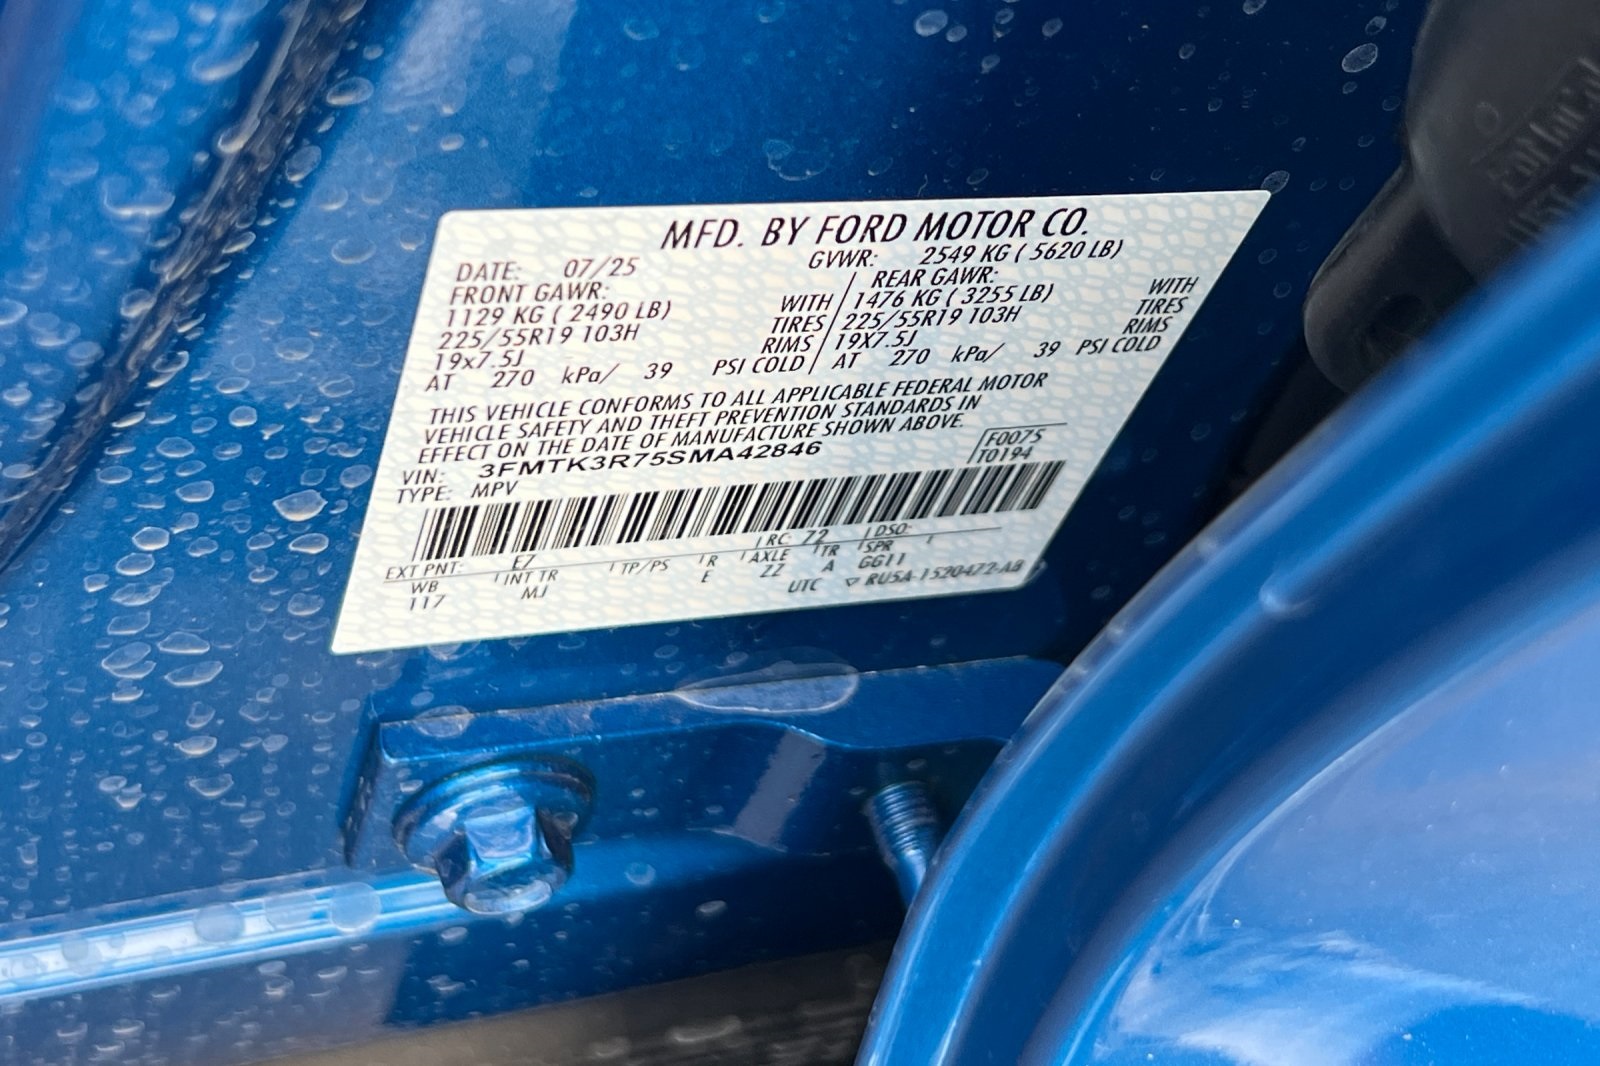 MFD. BY FORD MOTOR CO.
DATE: 07/25 GVWR: 2549 KG ( 5620 LB)
FRONT GAWR: REAR GAWR:
1129 KG ( 2490 LB) WITH 1476 KG ( 3255 LB) WITH
225/55R19 103H TIRES 225/55R19 103H TIRES
19x7.5J RIMS 19X7.5J RIMS
AT 270 kPa/ 39 PSI COLD AT 270 kPa/ 39 PSI COLD
THIS VEHICLE CONFORMS TO ALL APPLICABLE FEDERAL MOTOR
VEHICLE SAFETY AND THEFT PREVENTION STANDARDS IN
EFFECT ON THE DATE OF MANUFACTURE SHOWN ABOVE.
VIN: 3FMTK3R75SMA42846 F0075
TYPE: MPV T0194
EXT PNT: E7 RC: 72 DSO:
WB INT TR TP/PS R AXLE TR SPR
117 MJ E ZZ A GG11
UTC ▽ RU5A-1520472-AB